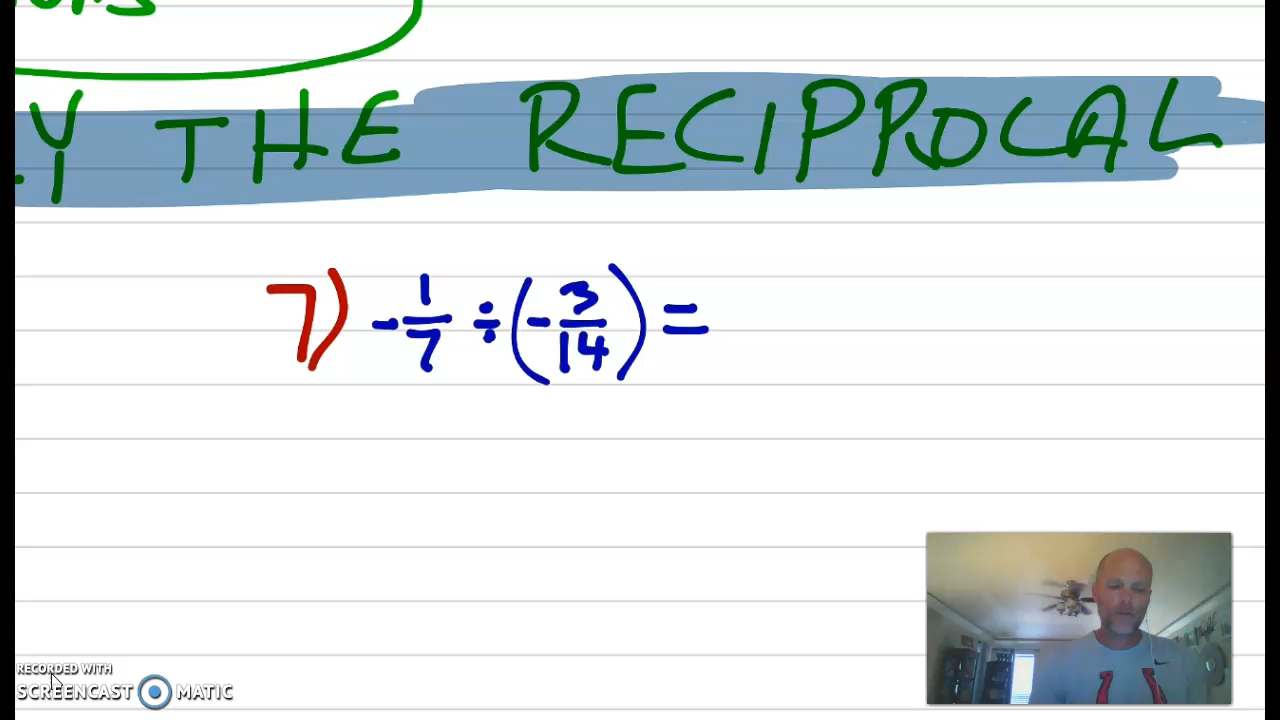 Y THE RECIPROCAL
7) -1/7 ÷ (-3/14) =
RECORDED WITH
SCREENCAST MATIC